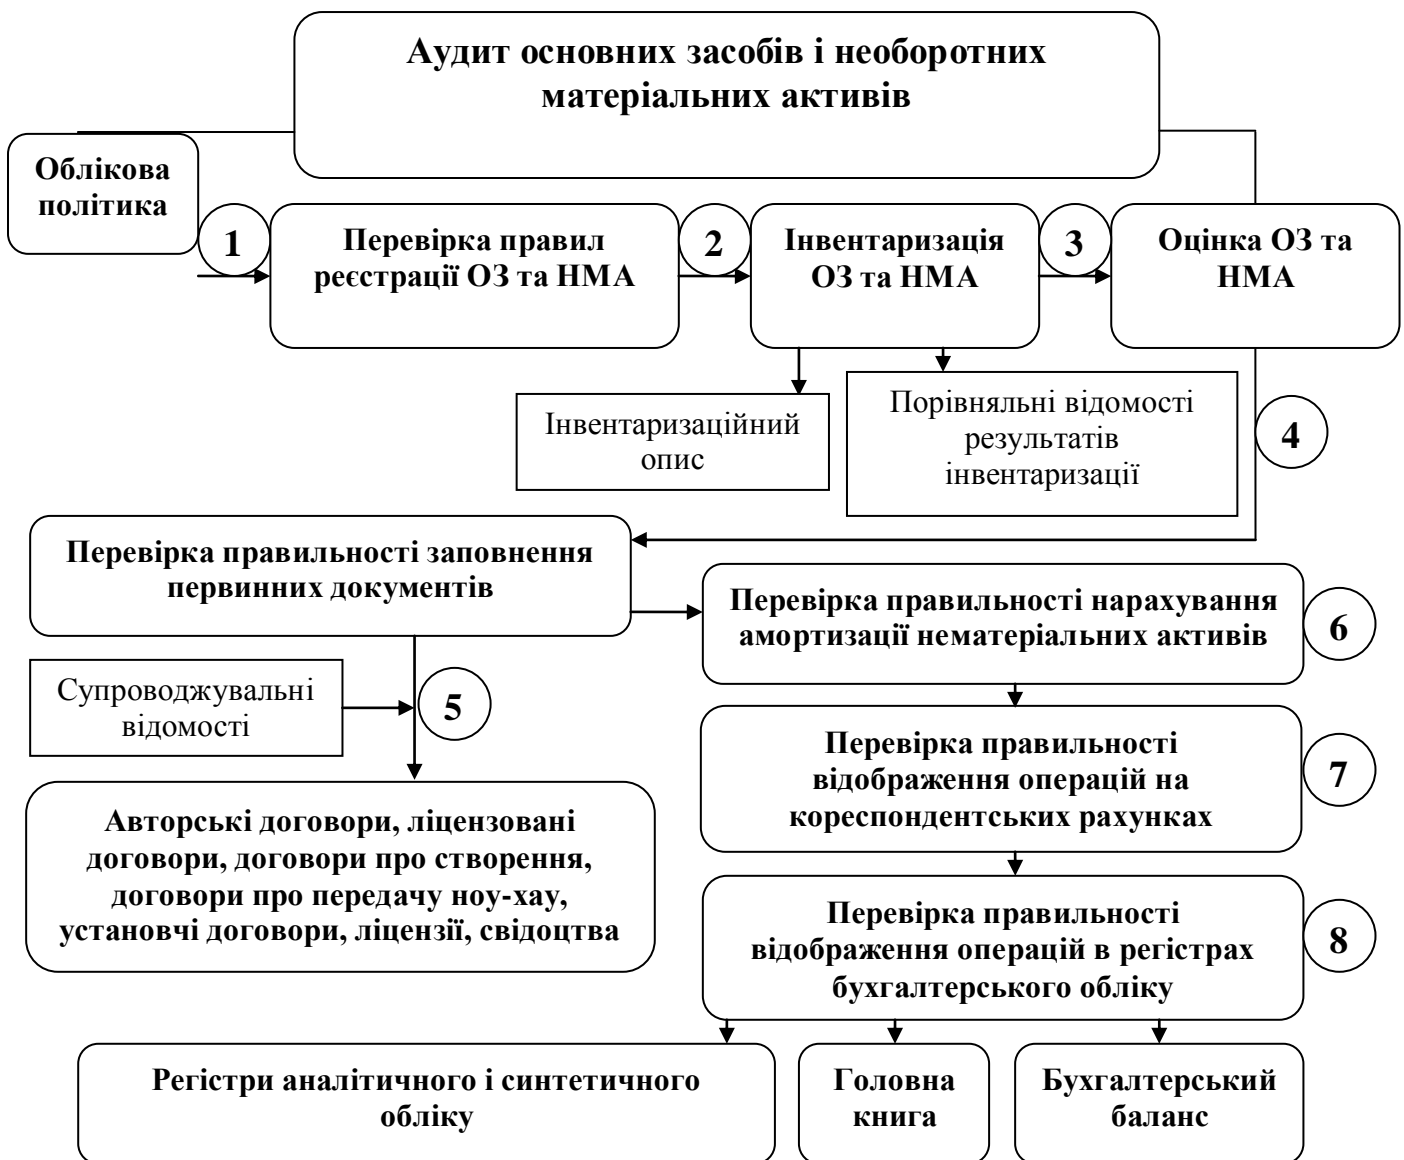 Аудит основних засобів і необоротних
матеріальних активів
Облікова
політика
1
Перевірка правил
реєстрації ОЗ та НМА
2
Інвентаризація
ОЗ та НМА
3
Оцінка ОЗ та
НМА
Інвентаризаційний
опис
Порівняльні відомості
результатів
інвентаризації
4
Перевірка правильності заповнення
первинних документів
Перевірка правильності нарахування
амортизації нематеріальних активів
6
Супроводжувальні
відомості
5
Перевірка правильності
відображення операцій на
кореспондентських рахунках
7
Авторські договори, ліцензовані
договори, договори про створення,
договори про передачу ноу-хау,
установчі договори, ліцензії, свідоцтва
Перевірка правильності
відображення операцій в регістрах
бухгалтерського обліку
8
Регістри аналітичного і синтетичного
обліку
Головна
книга
Бухгалтерський
баланс